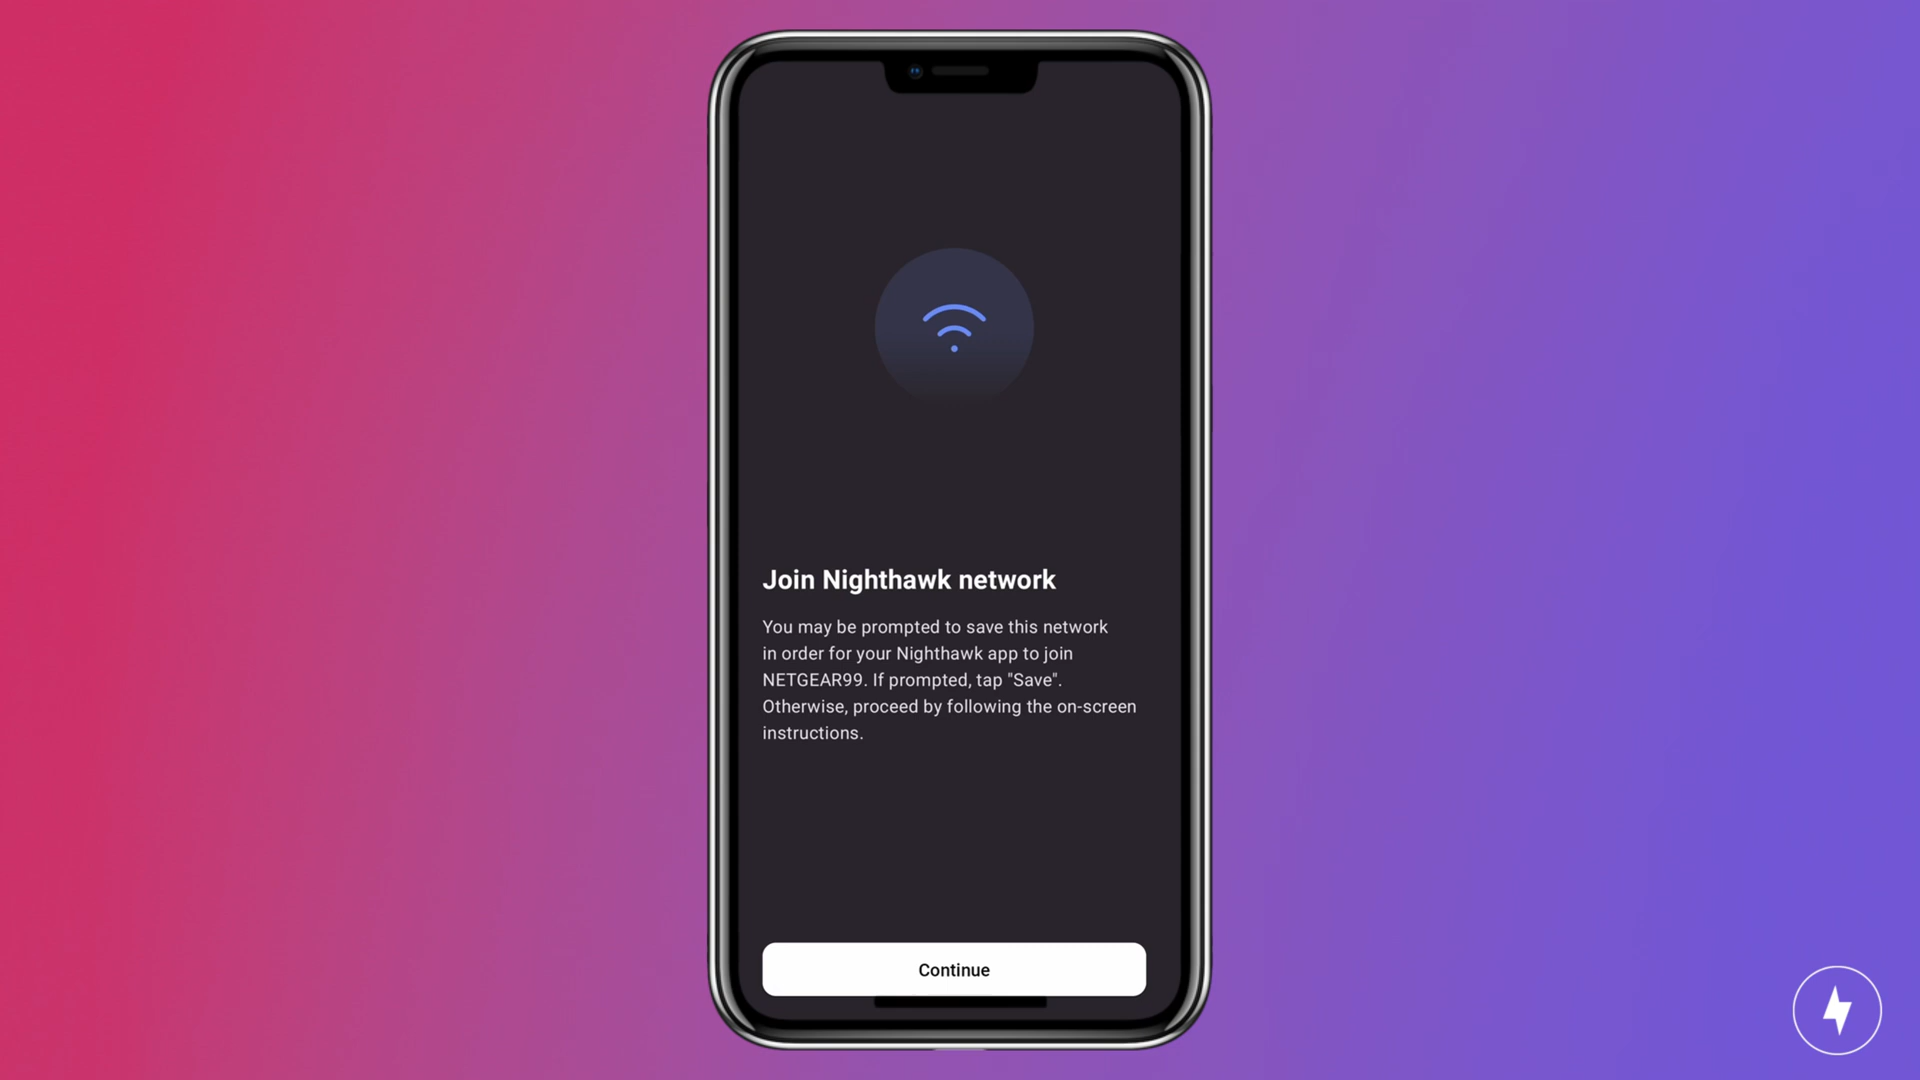 Join Nighthawk network
You may be prompted to save this network
in order for your Nighthawk app to join
NETGEAR99. If prompted, tap "Save".
Otherwise, proceed by following the on-screen
instructions.
Continue